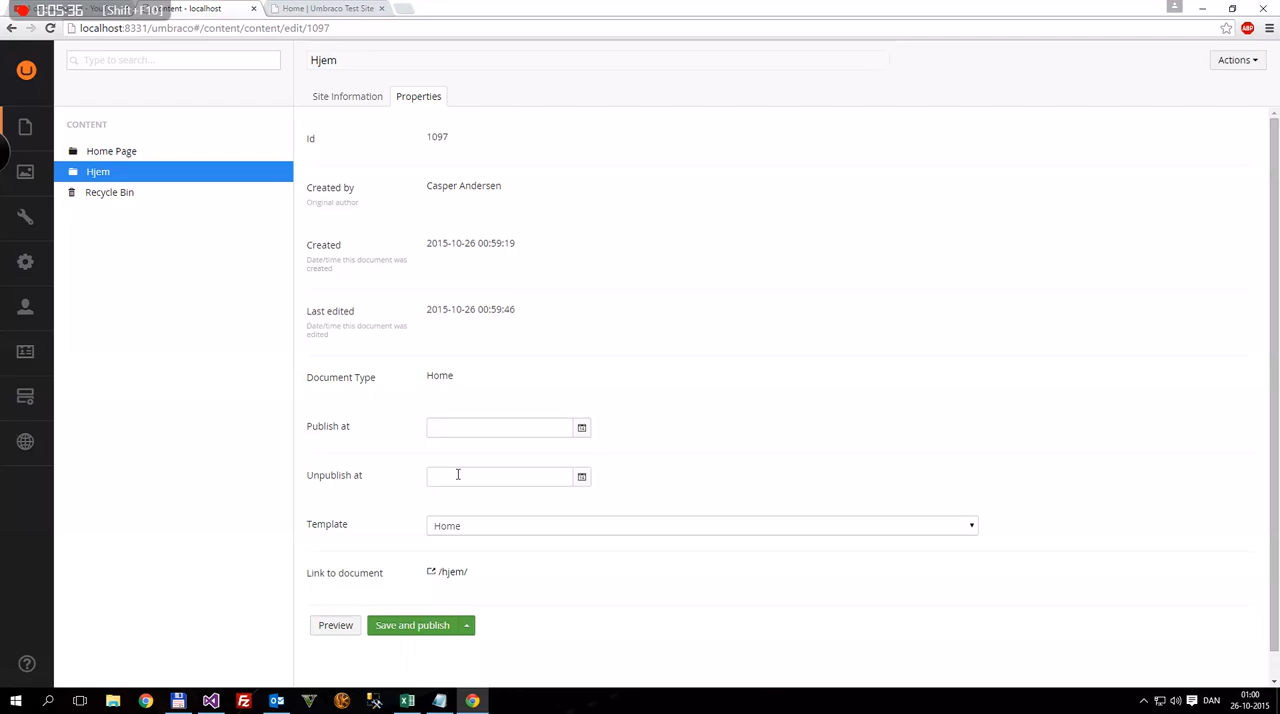 00:05:36 [Shift+F10]
ontent - localhost
Home | Umbraco Test Site
localhost:8331/umbraco#/content/content/edit/1097
ABP
Type to search...
Hjem
Actions
Site Information
Properties
CONTENT
Home Page
Hjem
Recycle Bin
Id
1097
Created by
Original author
Casper Andersen
Created
Date/time this document was
created
2015-10-26 00:59:19
Last edited
Date/time this document was
edited
2015-10-26 00:59:46
Document Type
Home
Publish at
Unpublish at
Template
Home
Link to document
/hjem/
Preview
Save and publish
DAN
01:00
26-10-2015